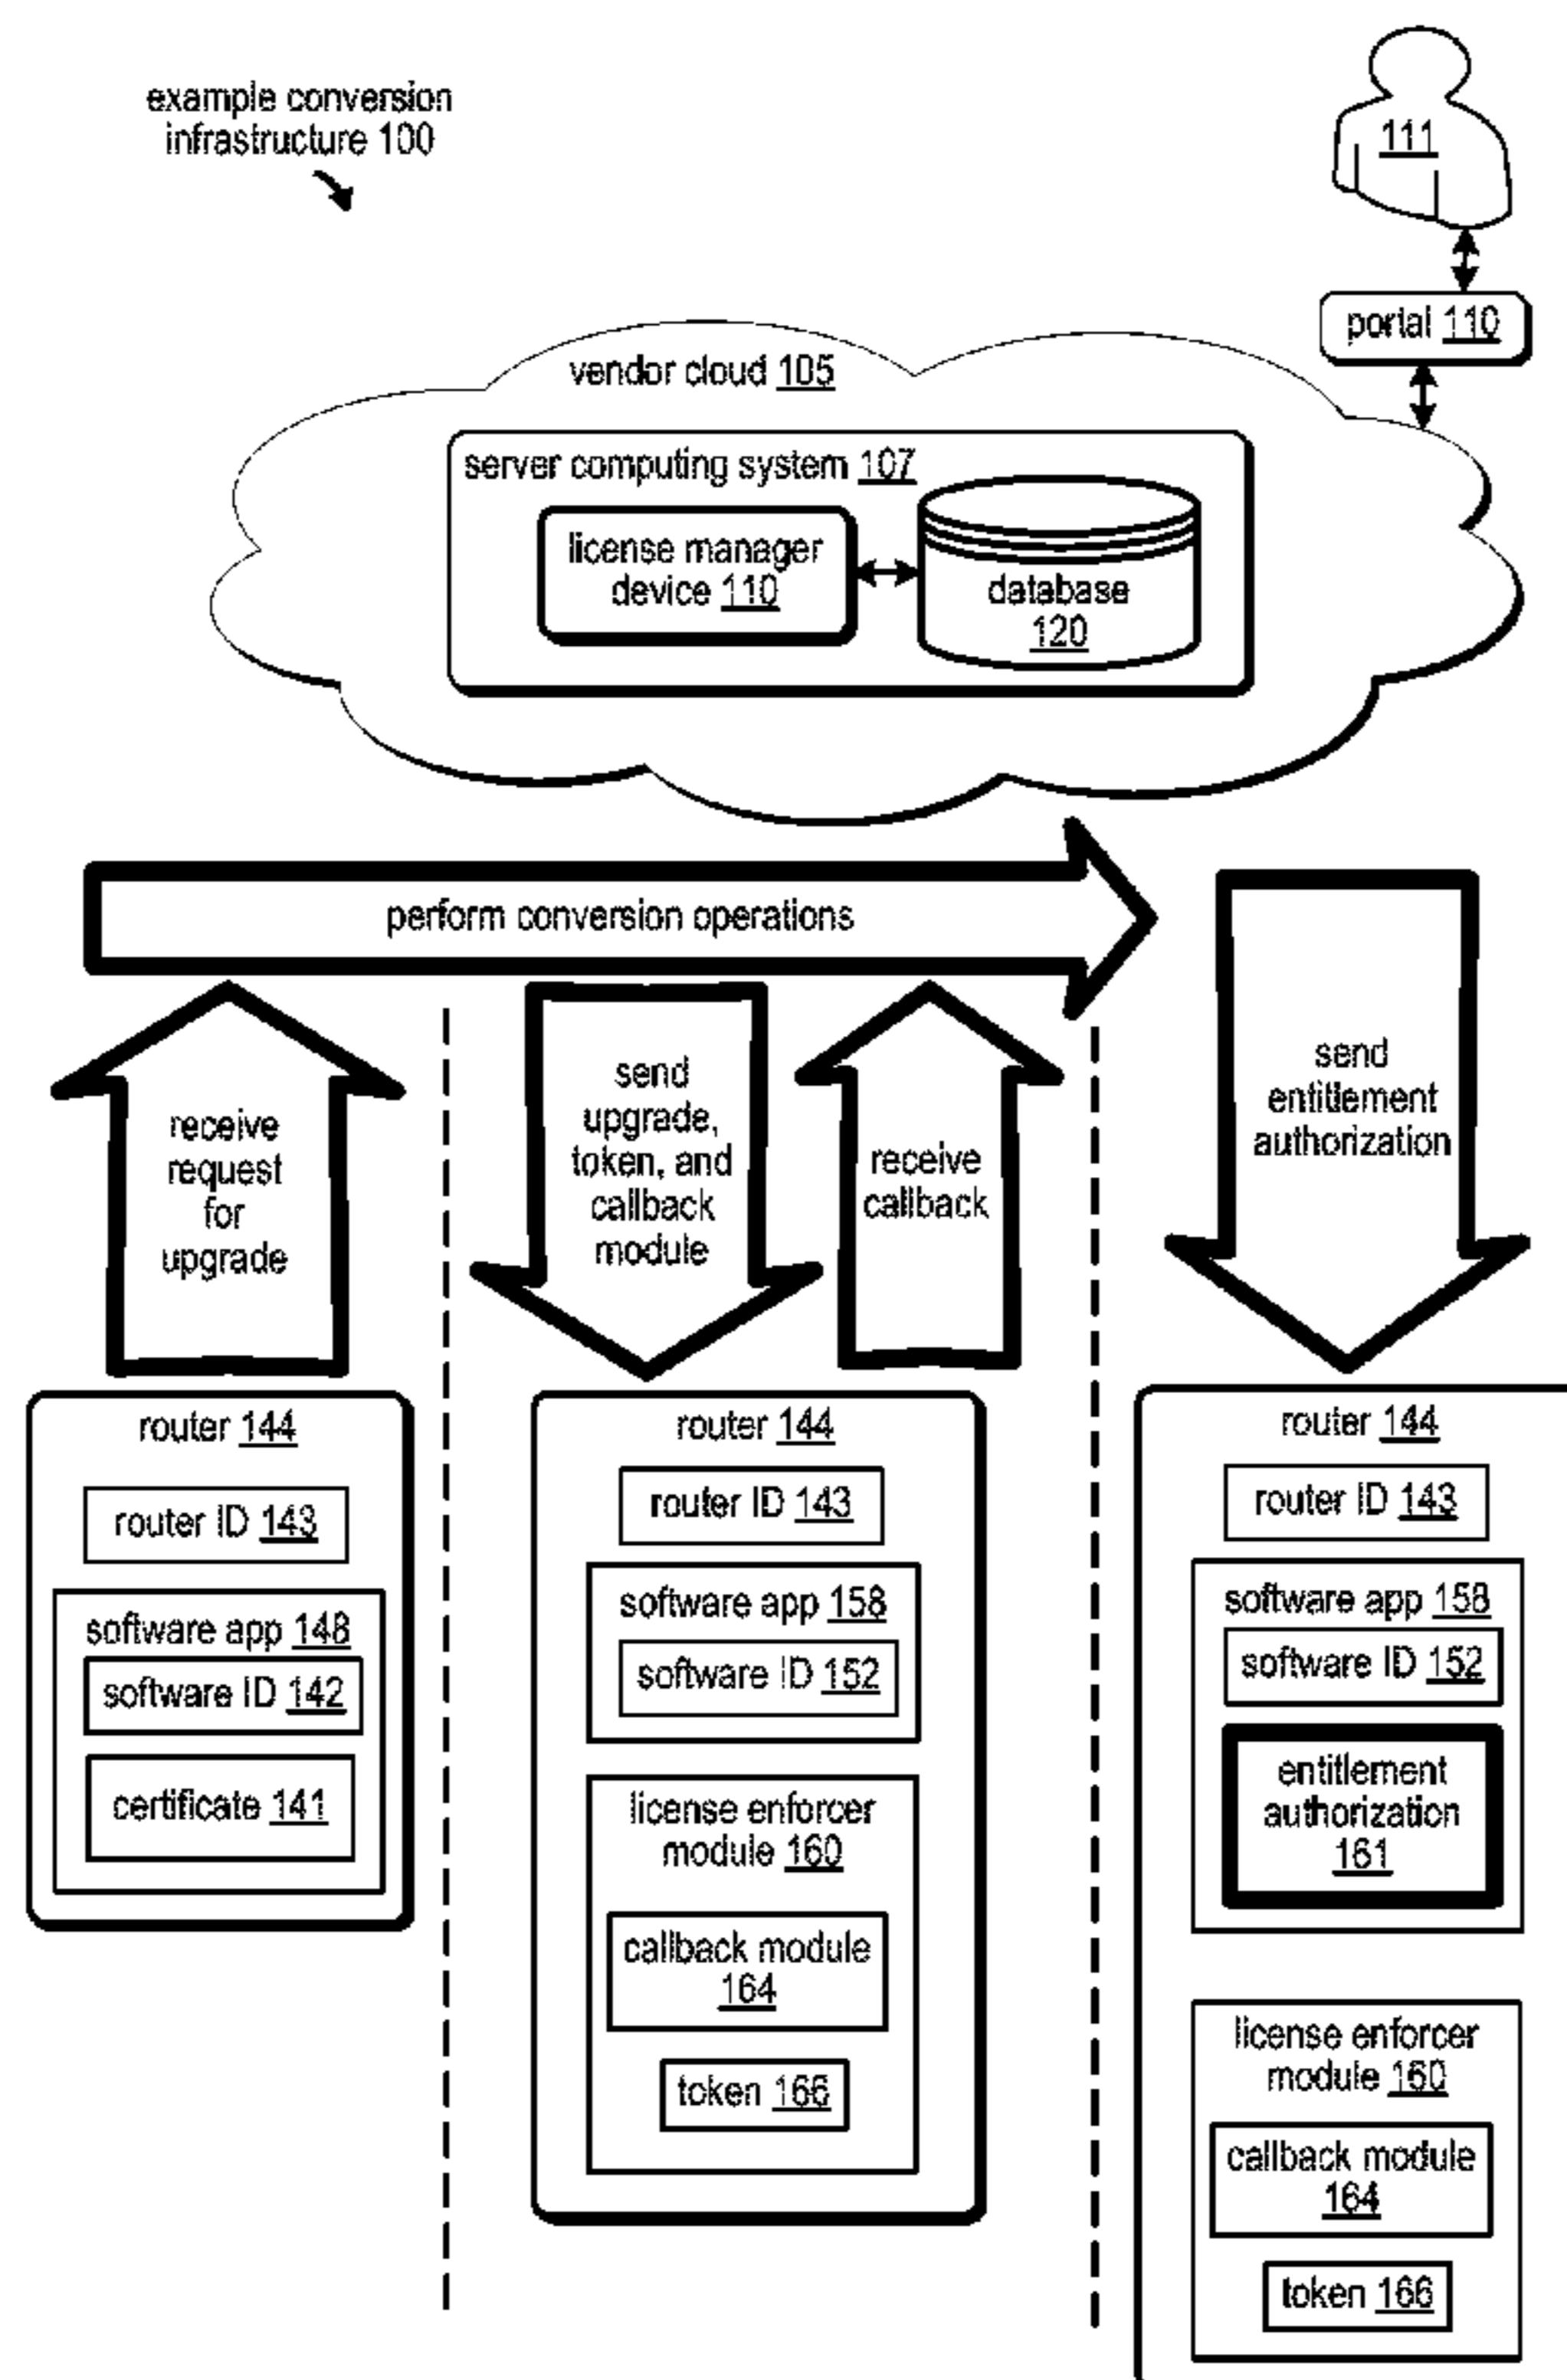 example conversion
infrastructure 100
111
portal 110
vendor cloud 105
server computing system 107
license manager
device 110
database
120
perform conversion operations
receive
request
for
upgrade
send
upgrade,
token, and
callback
module
receive
callback
send
entitlement
authorization
router 144
router ID 143
software app 148
software ID 142
certificate 141
router 144
router ID 143
software app 158
software ID 152
license enforcer
module 160
callback module
164
token 166
router 144
router ID 143
software app 158
software ID 152
entitlement
authorization
161
license enforcer
module 160
callback module
164
token 166